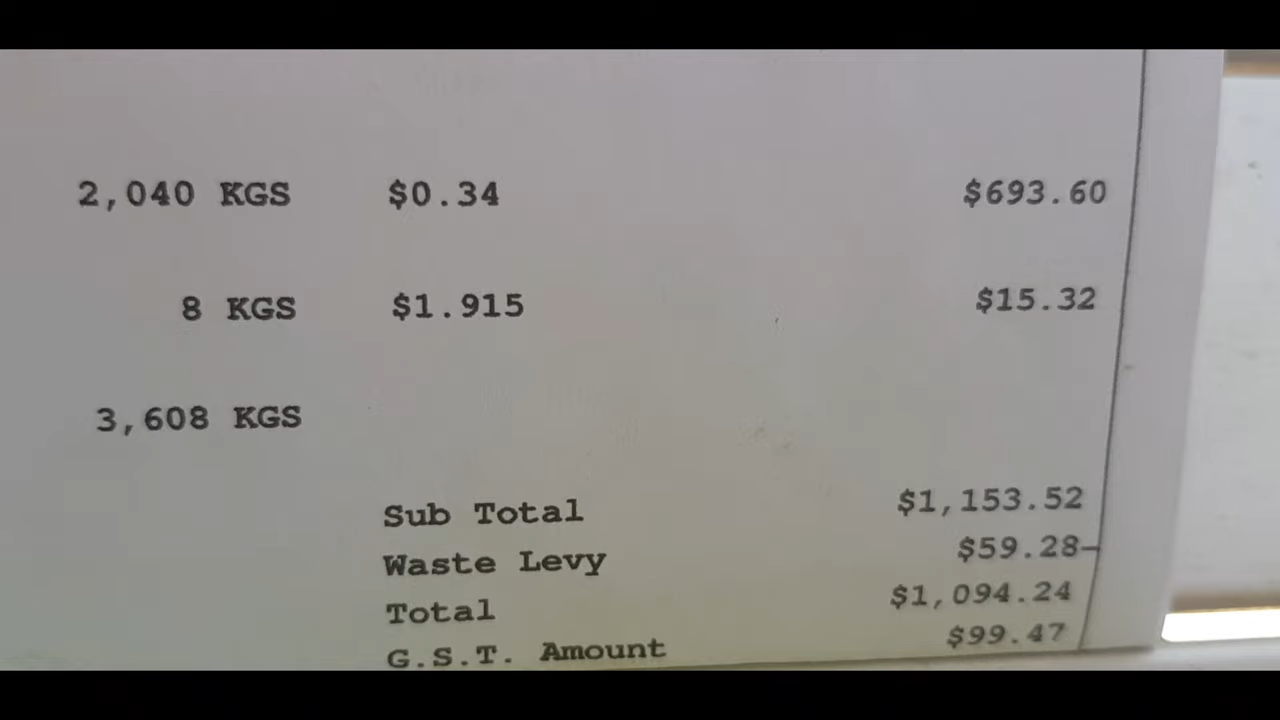 2,040 KGS $0.34 $693.60
8 KGS $1.915 $15.32
3,608 KGS
Sub Total $1,153.52
Waste Levy $59.28-
Total $1,094.24
G.S.T. Amount $99.47